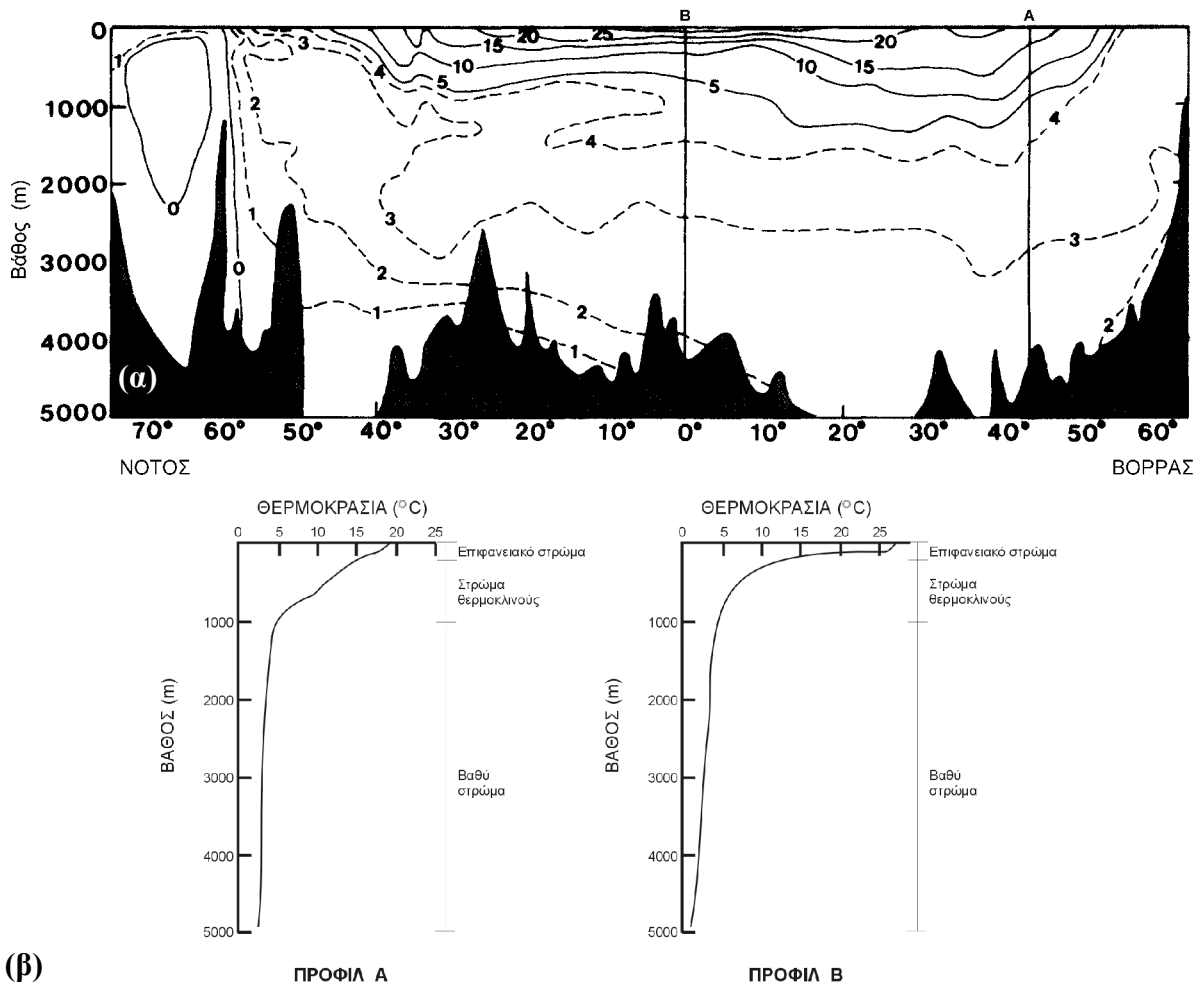 B A
0
1000
2000
3000
4000
5000
Βάθος (m)
1 3 4 15 20 25 10 5 20 15 10 5 4
2 4
0 1 3 3
0 2 2 2
1 1
(α)
70° 60° 50° 40° 30° 20° 10° 0° 10° 20° 30° 40° 50° 60°
ΝΟΤΟΣ ΒΟΡΡΑΣ
ΘΕΡΜΟΚΡΑΣΙΑ (°C)
0 5 10 15 20 25
Επιφανειακό στρώμα
Στρώμα
θερμοκλινούς
1000
2000
ΒΑΘΟΣ (m)
3000
Βαθύ
στρώμα
4000
5000
ΠΡΟΦΙΛ Α
ΘΕΡΜΟΚΡΑΣΙΑ (°C)
0 5 10 15 20 25
Επιφανειακό στρώμα
Στρώμα
θερμοκλινούς
1000
2000
ΒΑΘΟΣ (m)
3000
Βαθύ
στρώμα
4000
5000
ΠΡΟΦΙΛ Β
(β)